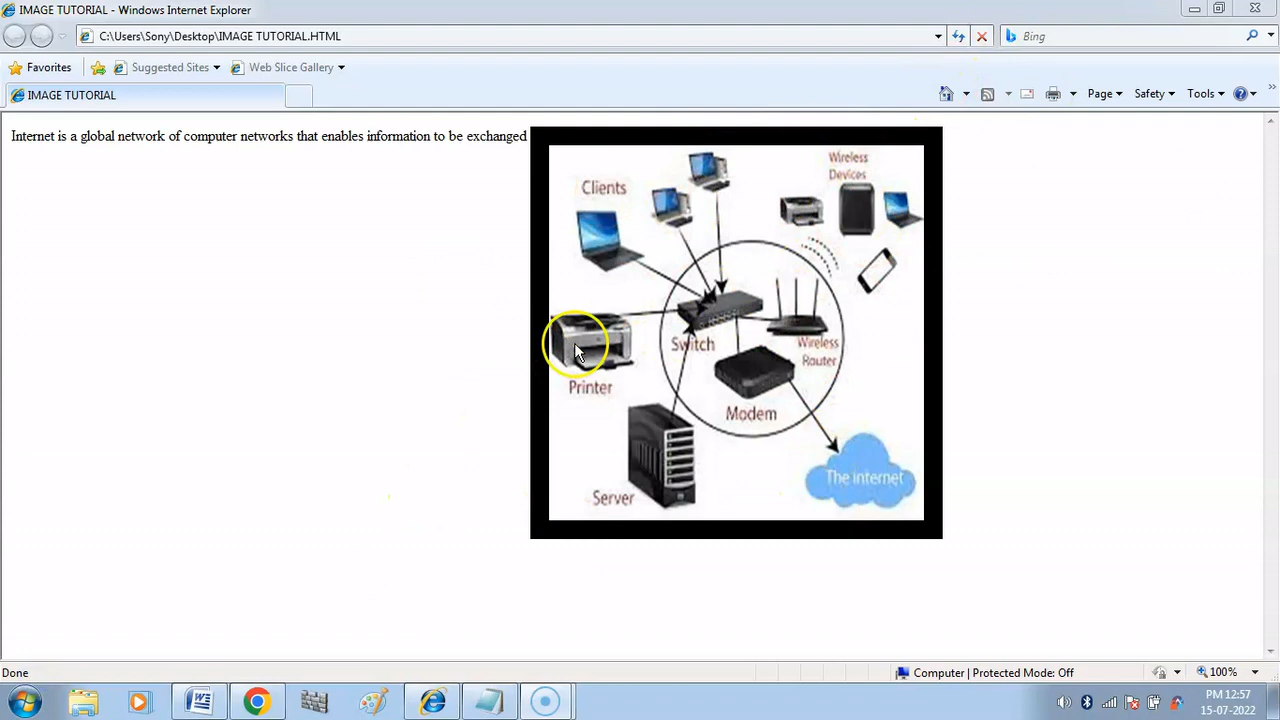 IMAGE TUTORIAL - Windows Internet Explorer
C:\Users\Sony\Desktop\IMAGE TUTORIAL.HTML
Bing
Favorites
Suggested Sites
Web Slice Gallery
IMAGE TUTORIAL
Page
Safety
Tools
Internet is a global network of computer networks that enables information to be exchanged
Clients
Wireless
Devices
Switch
Wireless
Router
Printer
Modem
Server
The internet
Done
Computer | Protected Mode: Off
100%
PM 12:57
15-07-2022